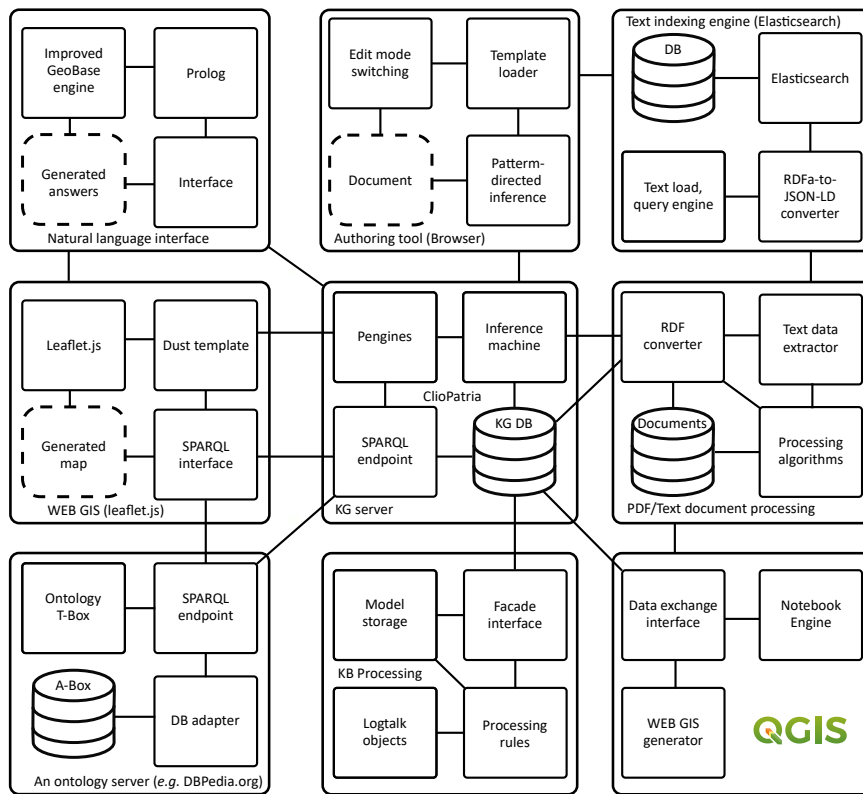 Improved
GeoBase
engine
Prolog
Generated
answers
Interface
Natural language interface
Edit mode
switching
Template
loader
Document
Patterm-
directed
inference
Authoring tool (Browser)
Text indexing engine (Elasticsearch)
DB
Elasticsearch
Text load,
query engine
RDFa-to-
JSON-LD
converter
Leaflet.js
Dust template
Generated
map
SPARQL
interface
WEB GIS (leaflet.js)
Pengines
Inference
machine
ClioPatria
SPARQL
endpoint
KG DB
KG server
RDF
converter
Text data
extractor
Documents
Processing
algorithms
PDF/Text document processing
Ontology
T-Box
SPARQL
endpoint
A-Box
DB adapter
An ontology server (e.g. DBPedia.org)
Model
storage
Facade
interface
KB Processing
Logtalk
objects
Processing
rules
Data exchange
interface
Notebook
Engine
WEB GIS
generator
QGIS